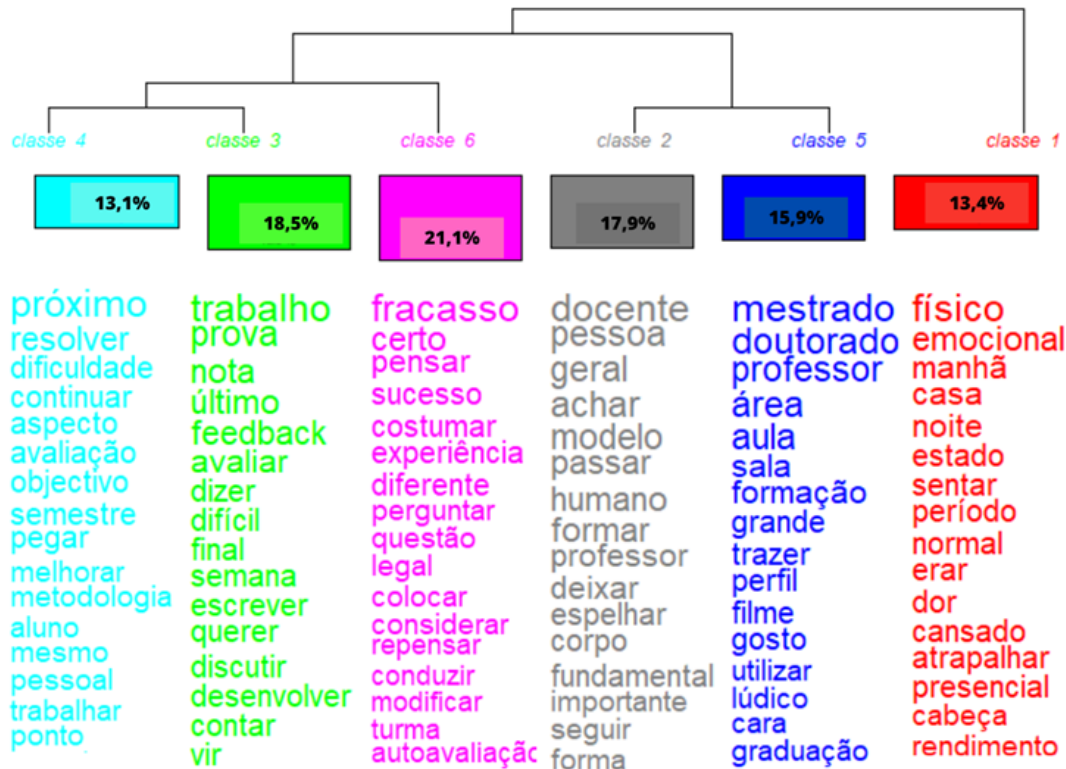 classe 4
classe 3
classe 6
classe 2
classe 5
classe 1
13,1%
18,5%
21,1%
17,9%
15,9%
13,4%
próximo
resolver
dificuldade
continuar
aspecto
avaliação
objectivo
semestre
pegar
melhorar
metodologia
aluno
mesmo
pessoal
trabalhar
ponto
trabalho
prova
nota
último
feedback
avaliar
dizer
difícil
final
semana
escrever
querer
discutir
desenvolver
contar
vir
fracasso
certo
pensar
sucesso
costumar
experiência
diferente
perguntar
questão
legal
colocar
considerar
repensar
conduzir
modificar
turma
autoavaliação
docente
pessoa
geral
achar
modelo
passar
humano
formar
professor
deixar
espelhar
corpo
fundamental
importante
seguir
forma
mestrado
doutorado
professor
área
aula
sala
formação
grande
trazer
perfil
filme
gosto
utilizar
lúdico
cara
graduação
físico
emocional
manhã
casa
noite
estado
sentar
período
normal
erar
dor
cansado
atrapalhar
presencial
cabeça
rendimento